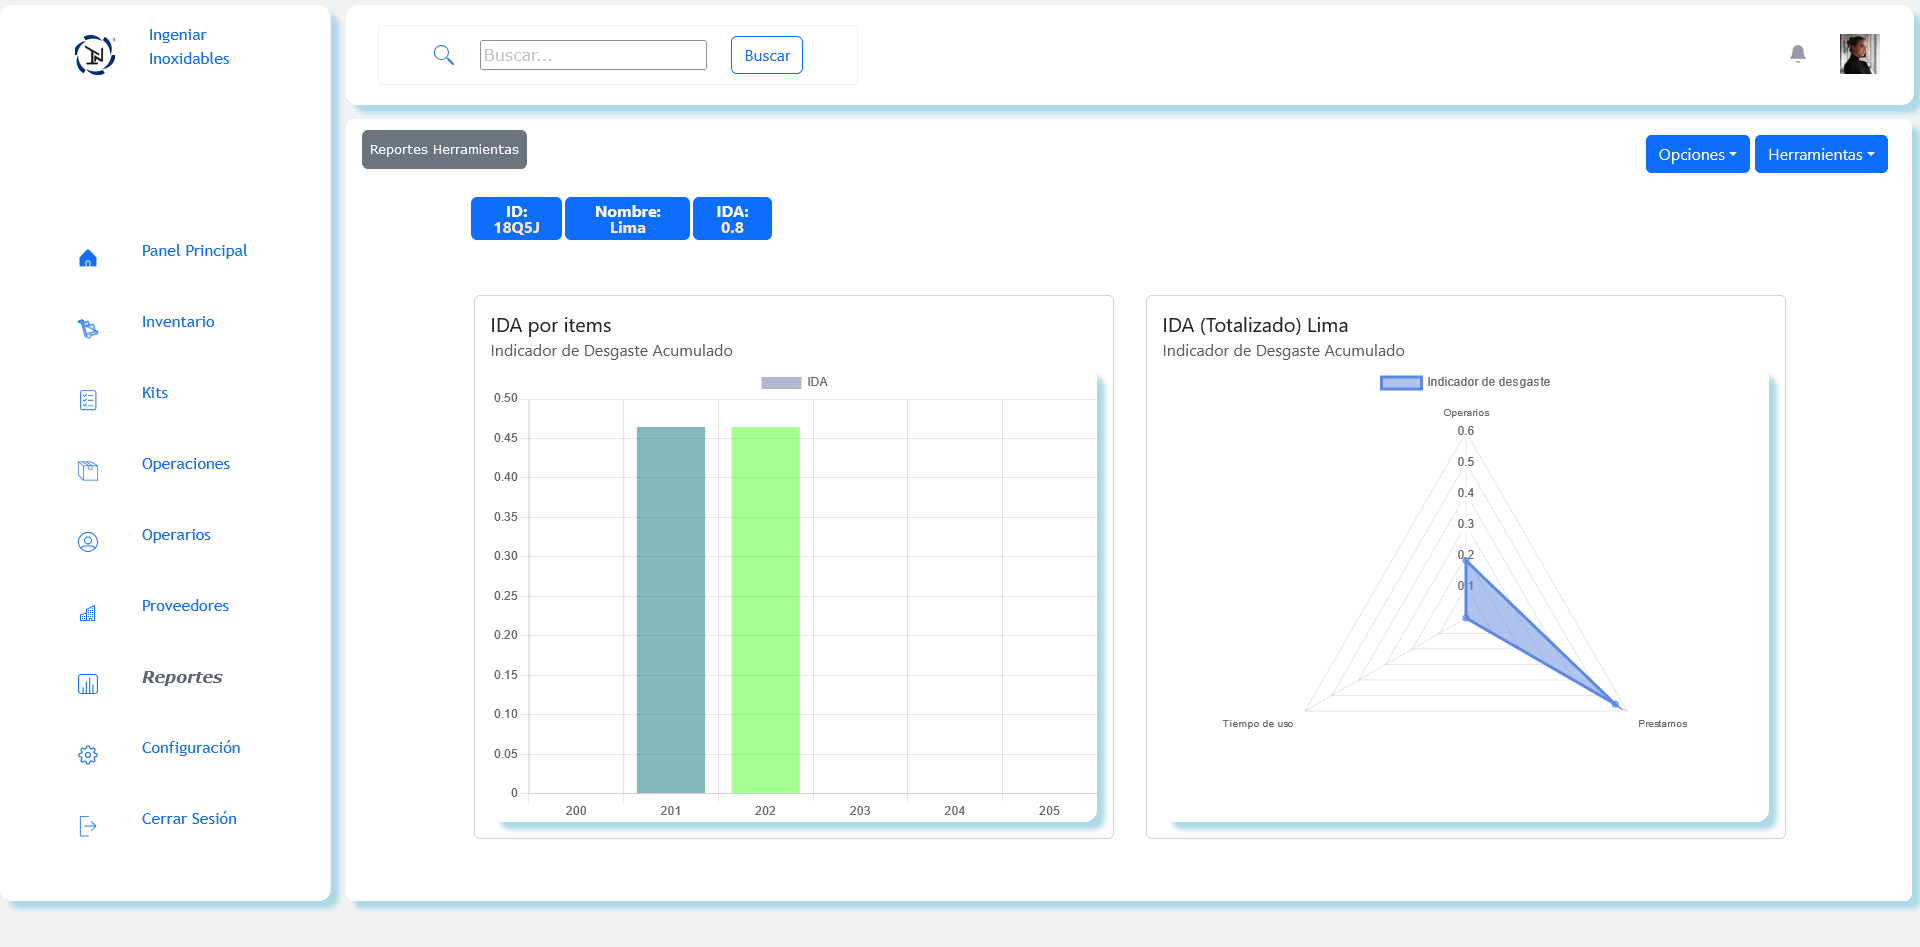 Ingeniar
Inoxidables
Panel Principal
Inventario
Kits
Operaciones
Operarios
Proveedores
Reportes
Configuración
Cerrar Sesión
Buscar...
Buscar
Reportes Herramientas
Opciones
Herramientas
ID:
18Q5J
Nombre:
Lima
IDA:
0.8
IDA por items
Indicador de Desgaste Acumulado
IDA
0.50
0.45
0.40
0.35
0.30
0.25
0.20
0.15
0.10
0.05
0
200 201 202 203 204 205
IDA (Totalizado) Lima
Indicador de Desgaste Acumulado
Indicador de desgaste
Operarios
0.6
0.5
0.4
0.3
0.2
0.1
Tiempo de uso
Prestamos